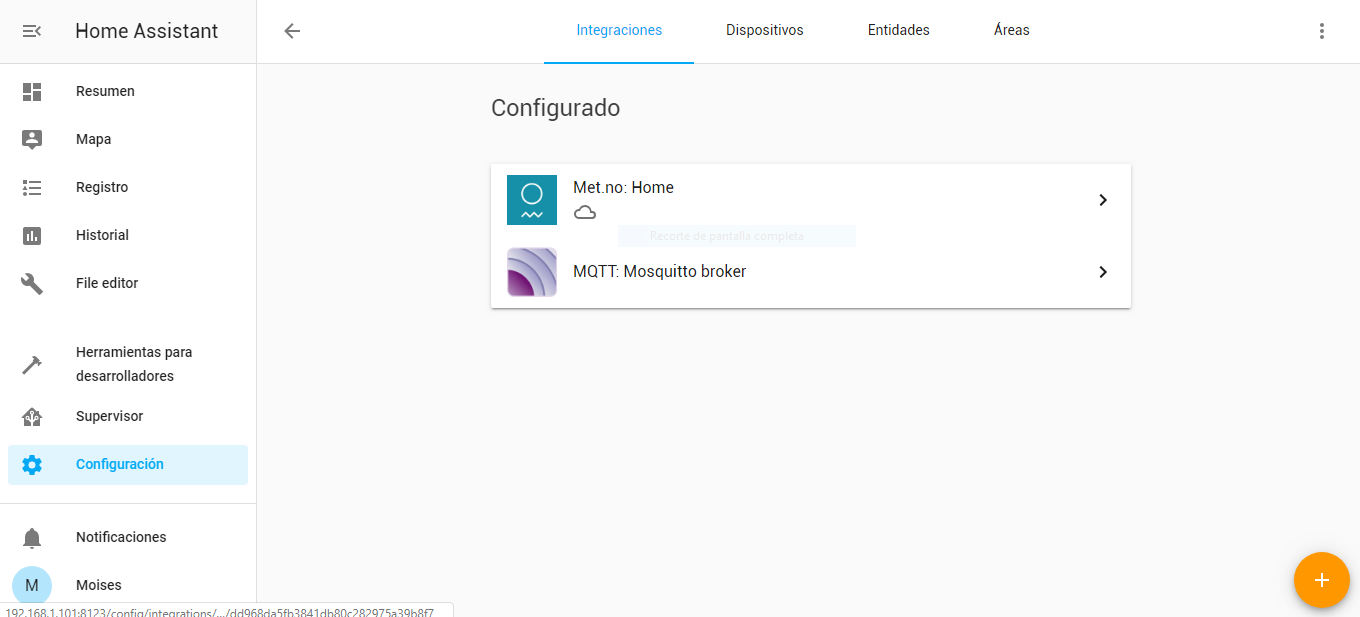 Home Assistant
Integraciones
Dispositivos
Entidades
Áreas
Resumen
Mapa
Registro
Historial
File editor
Herramientas para
desarrolladores
Supervisor
Configuración
Notificaciones
M
Moises
Configurado
Met.no: Home
Recorte de pantalla completa
MQTT: Mosquitto broker
192.168.1.101:8123/config/integrations/.../dd968da5fb3841db80c282975a39b8f7